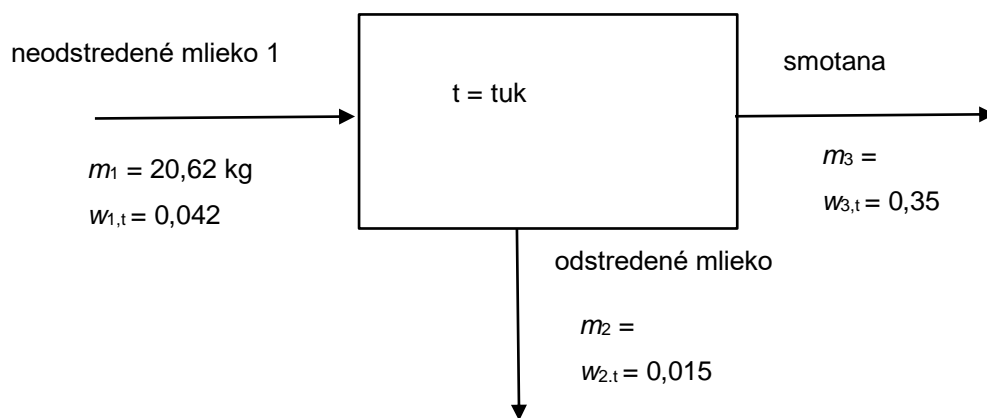 neodstredené mlieko 1
t = tuk
smotana
m₁ = 20,62 kg
w₁,t = 0,042
m₃ =
w₃,t = 0,35
odstredené mlieko
m₂ =
w₂.t = 0,015